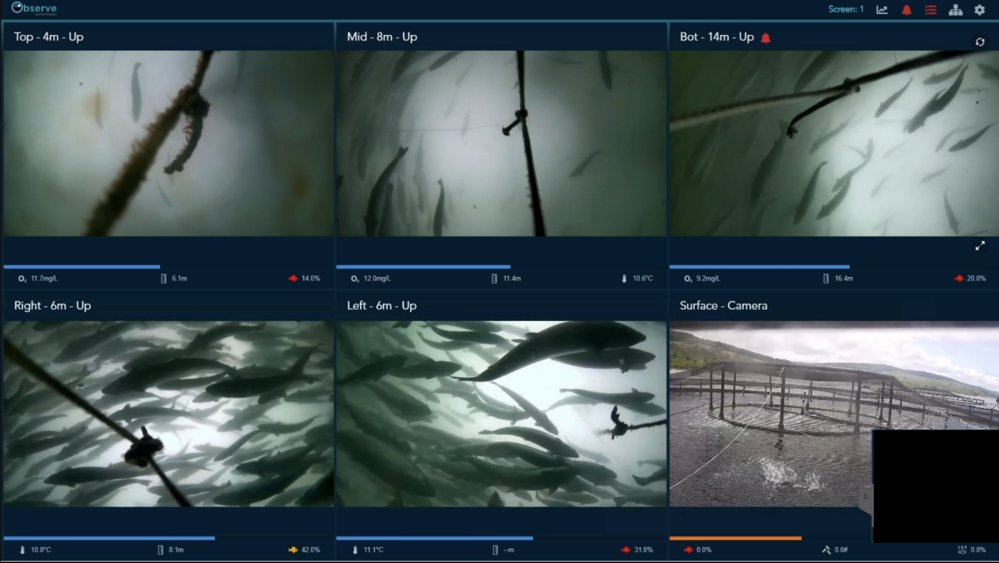 Observe
technologies
Screen: 1
Top - 4m - Up
Mid - 8m - Up
Bot - 14m - Up
O₂ 11.7mg/L 6.1m 14.0%
O₂ 12.0mg/L 11.4m 10.6°C
O₂ 9.2mg/L 16.4m 20.0%
Right - 6m - Up
Left - 6m - Up
Surface - Camera
10.8°C 8.1m 42.0%
11.1°C --m 31.0%
0.0% 0.0# 123 0.0%